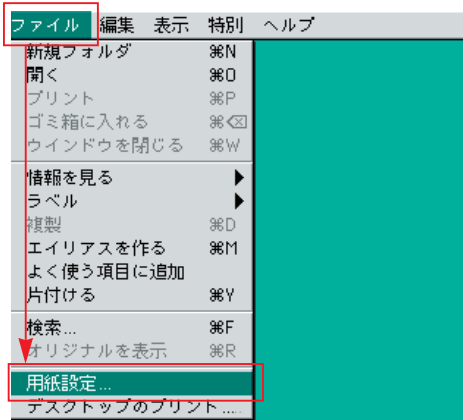 ファイル 編集 表示 特別 ヘルプ
新規フォルダ ⌘N
開く ⌘O
プリント ⌘P
ゴミ箱に入れる ⌘⌫
ウインドウを閉じる ⌘W
情報を見る ▶
ラベル ▶
複製 ⌘D
エイリアスを作る ⌘M
よく使う項目に追加
片付ける ⌘Y
検索... ⌘F
オリジナルを表示 ⌘R
用紙設定...
デスクトップのプリント.....